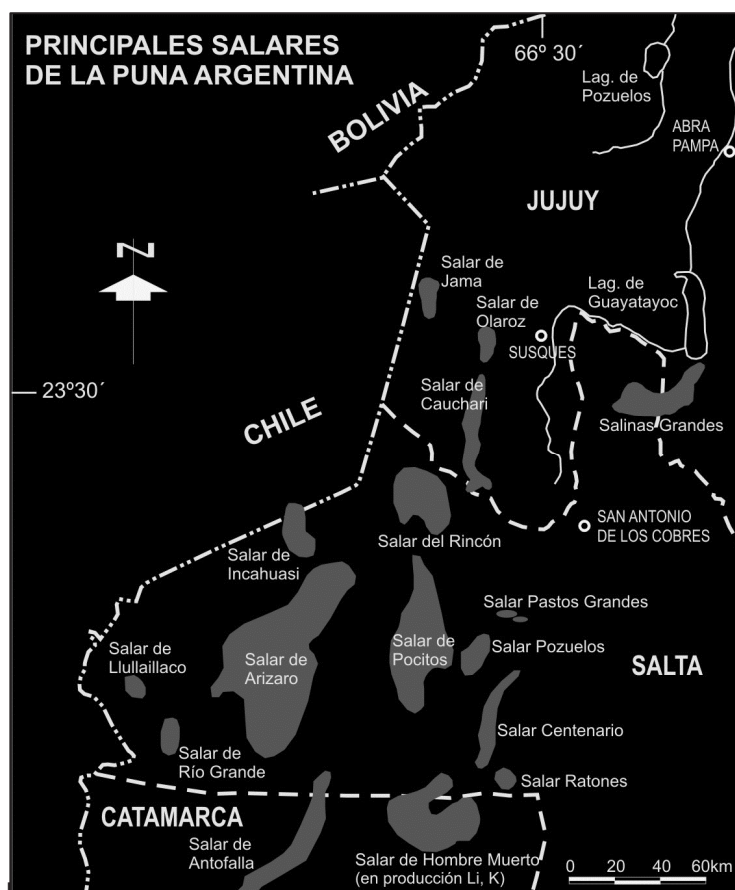 PRINCIPALES SALARES
DE LA PUNA ARGENTINA
66º 30´
Lag. de
Pozuelos
BOLIVIA
ABRA
PAMPA
JUJUY
N
Salar de
Jama
Lag. de
Guayatayoc
Salar de
Olaroz
SUSQUES
23º30´
Salar de
Cauchari
CHILE
Salinas Grandes
SAN ANTONIO
DE LOS COBRES
Salar del Rincón
Salar de
Incahuasi
Salar Pastos Grandes
Salar de
Llullaillaco
Salar de
Arizaro
Salar de
Pocitos
Salar Pozuelos
SALTA
Salar Centenario
Salar de
Río Grande
Salar Ratones
CATAMARCA
Salar de
Antofalla
Salar de Hombre Muerto
(en producción Li, K)
0 20 40 60km